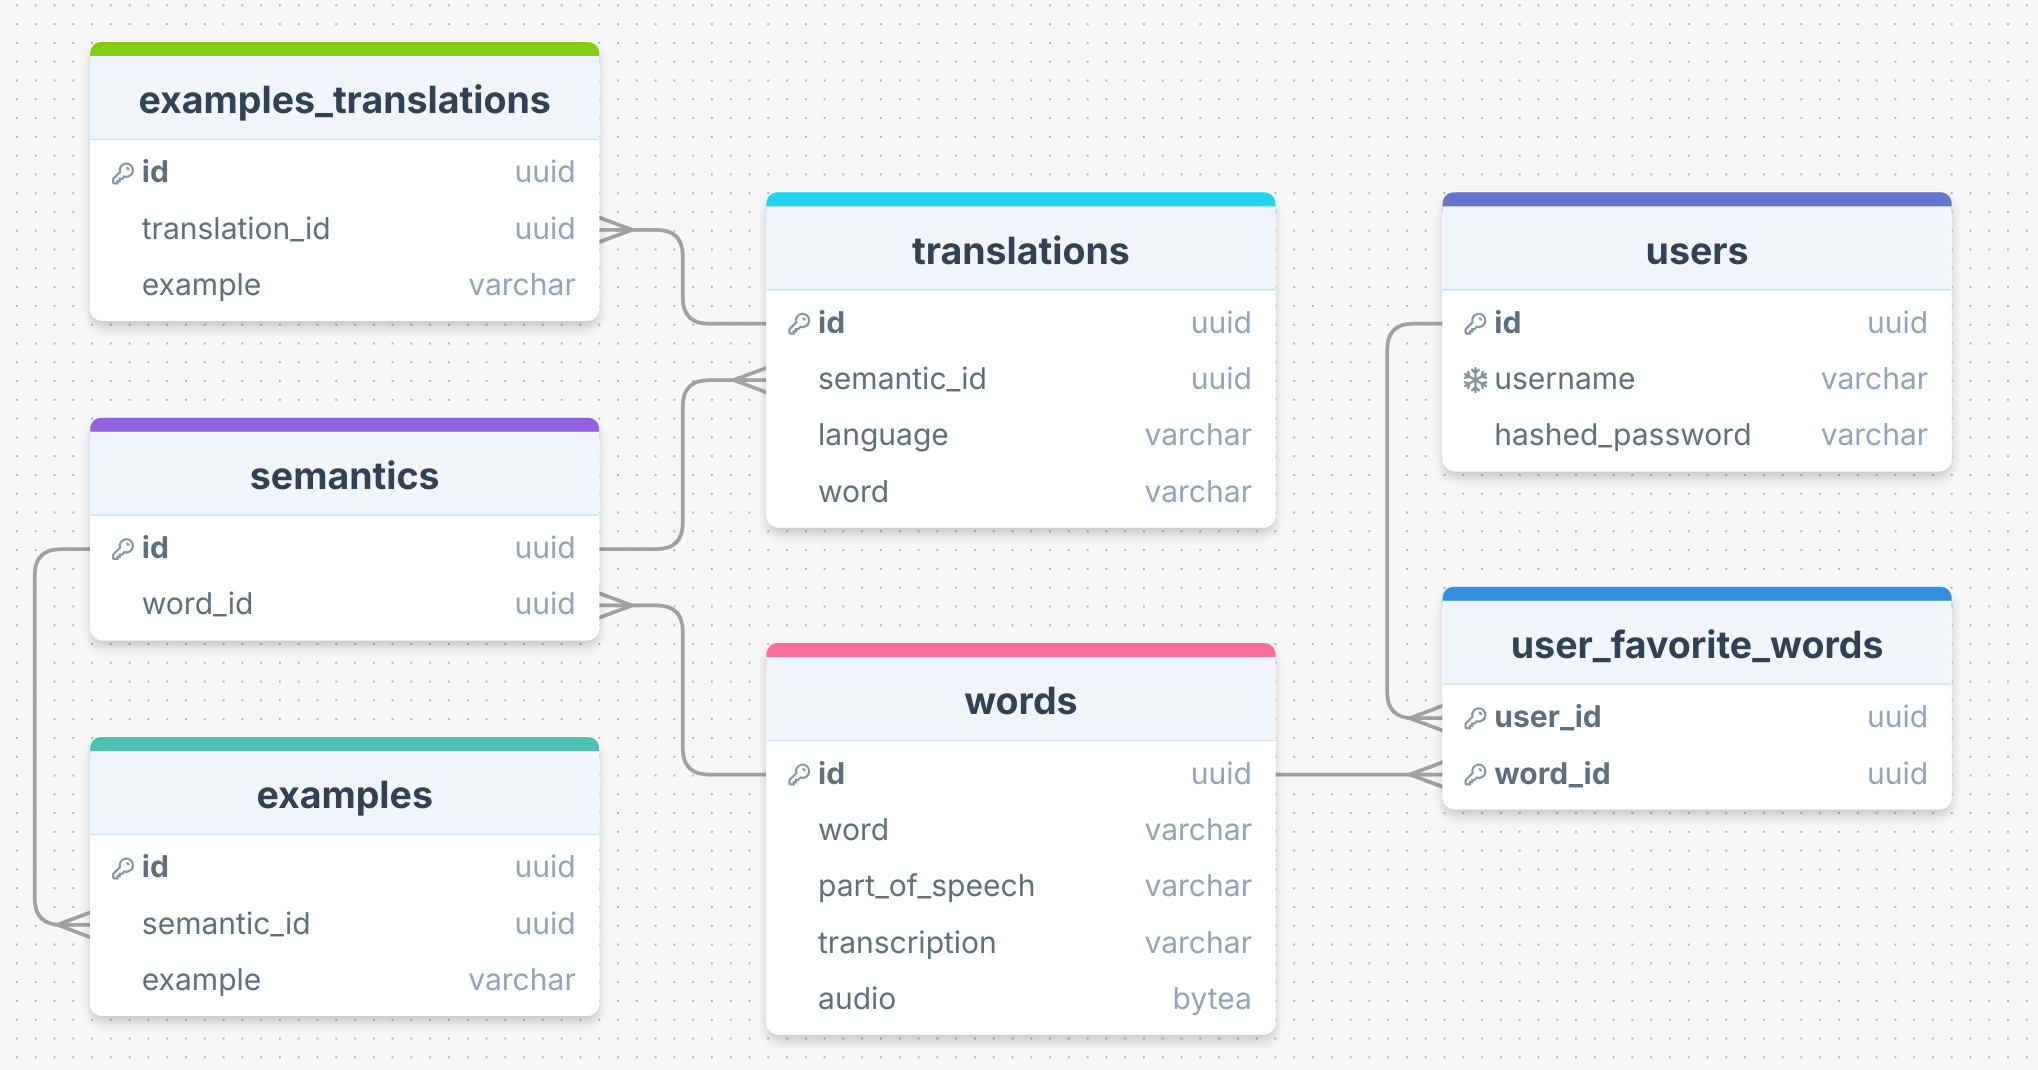 examples_translations
id uuid
translation_id uuid
example varchar
semantics
id uuid
word_id uuid
examples
id uuid
semantic_id uuid
example varchar
translations
id uuid
semantic_id uuid
language varchar
word varchar
words
id uuid
word varchar
part_of_speech varchar
transcription varchar
audio bytea
users
id uuid
username varchar
hashed_password varchar
user_favorite_words
user_id uuid
word_id uuid